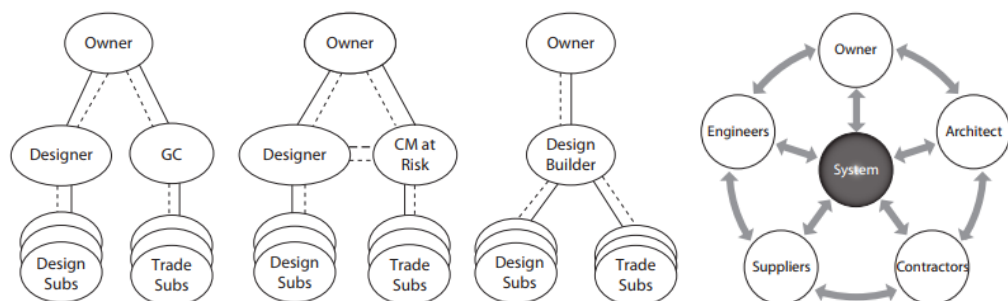 Owner
Designer
GC
Design
Subs
Trade
Subs
Owner
Designer
CM at
Risk
Design
Subs
Trade
Subs
Owner
Design
Builder
Design
Subs
Trade
Subs
Owner
Engineers
Architect
System
Suppliers
Contractors